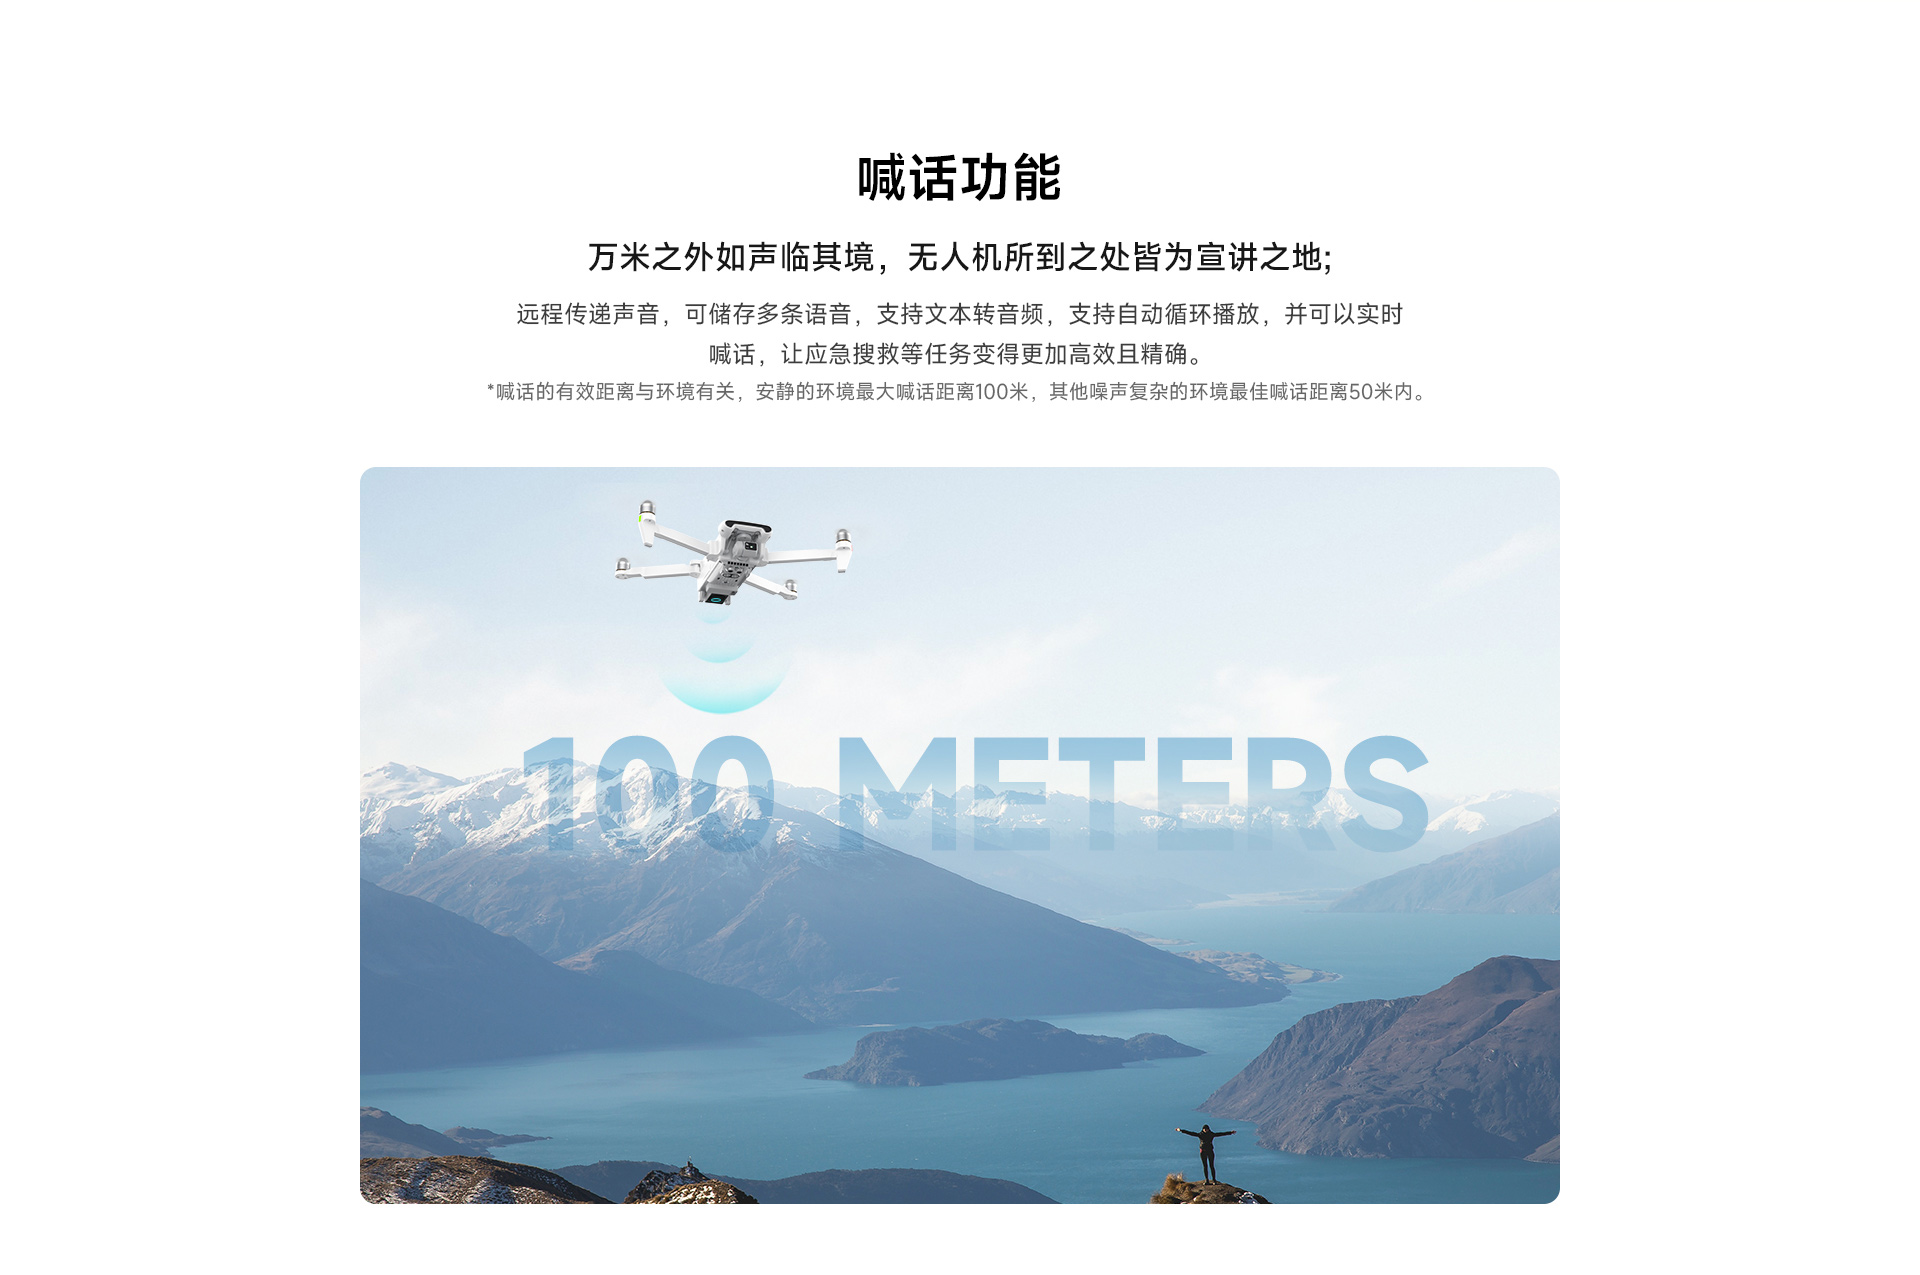 喊话功能
万米之外如声临其境，无人机所到之处皆为宣讲之地;
远程传递声音，可储存多条语音，支持文本转音频，支持自动循环播放，并可以实时
喊话，让应急搜救等任务变得更加高效且精确。
*喊话的有效距离与环境有关，安静的环境最大喊话距离100米，其他噪声复杂的环境最佳喊话距离50米内。
100 METERS